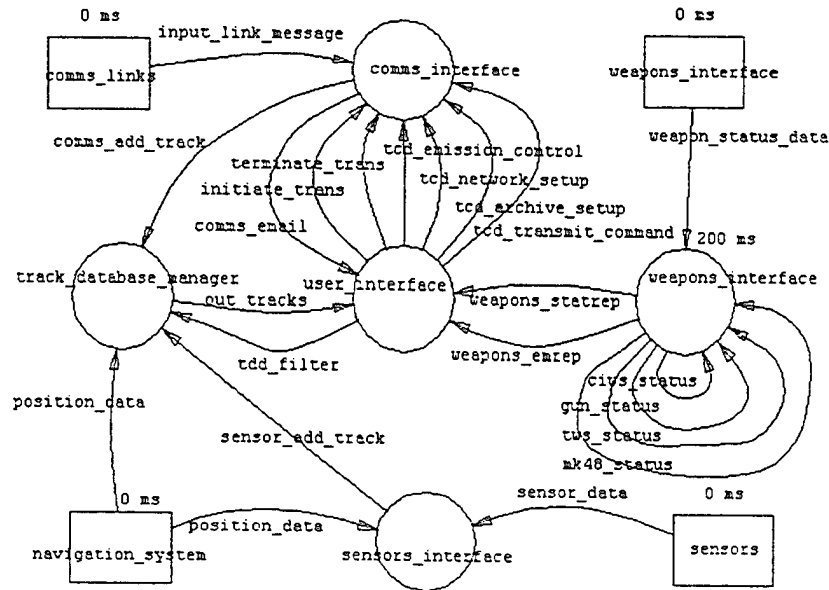 0 ms
0 ms
input_link_message
comms_links
comms_interface
weapons_interface
comms_add_track
weapon_status_data
tcd_emission_control
terminate_trans
tcd_network_setup
initiate_trans
tcd_archive_setup
comms_email
tcd_transmit_command
200 ms
track_database_manager
user_interface
weapons_interface
out_tracks
weapons_statrep
tdd_filter
weapons_emrep
ciws_status
position_data
gun_status
sensor_add_track
tws_status
mk48_status
0 ms
sensor_data
0 ms
position_data
navigation_system
sensors_interface
sensors